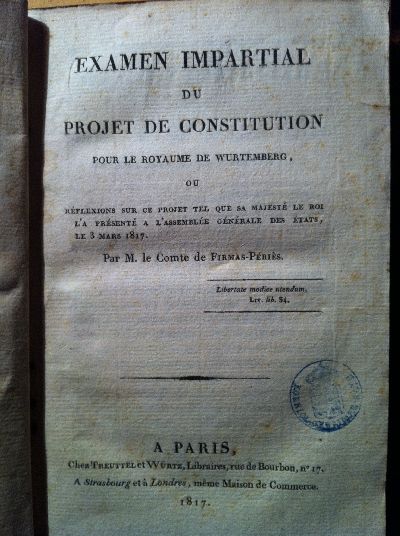 EXAMEN IMPARTIAL
DU
PROJET DE CONSTITUTION
POUR LE ROYAUME DE WURTEMBERG,
OU
RÉFLEXIONS SUR CE PROJET TEL QUE SA MAJESTÉ LE ROI
L'A PRÉSENTÉ A L'ASSEMBLÉE GÉNÉRALE DES ÉTATS,
LE 3 MARS 1817.
Par M. le Comte de FIRMAS-PÉRIÈS.
Libertate modice utendum,
LIV. lib. 34.
A PARIS,
Chez TREUTTEL et WÜRTZ, Libraires, rue de Bourbon, n° 17.
A Strasbourg et à Londres, même Maison de Commerce.
1817.